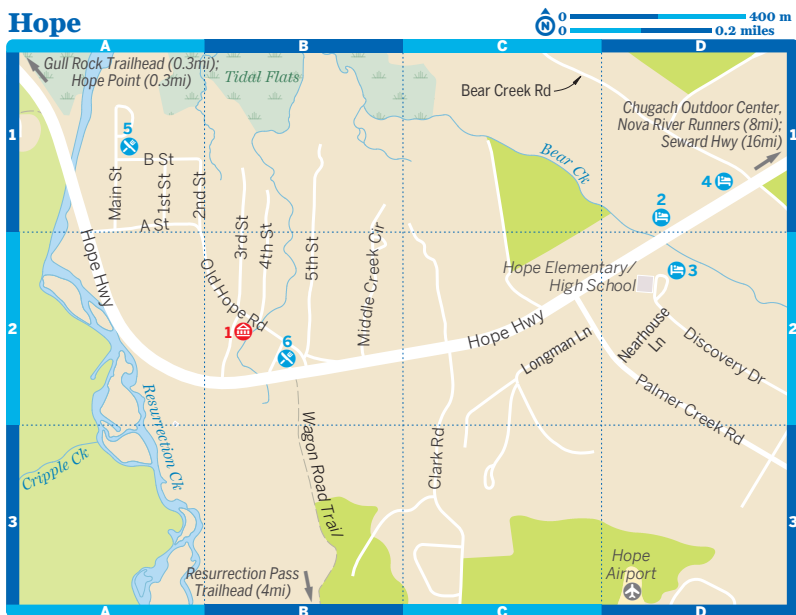 Hope
N
0
400 m
0
0.2 miles
A
B
C
D
1
1
2
2
3
3
Gull Rock Trailhead (0.3mi);
Hope Point (0.3mi)
Tidal Flats
Bear Creek Rd
Chugach Outdoor Center,
Nova River Runners (8mi);
Seward Hwy (16mi)
5
B St
Main St
1st St
2nd St
A St
Bear Ck
4
2
3
Hope Hwy
3rd St
4th St
5th St
Middle Creek Cir
Old Hope Rd
1
6
Hope Elementary/
High School
Hope Hwy
Longman Ln
Nearhouse
Ln
Discovery Dr
Palmer Creek Rd
Resurrection Ck
Cripple Ck
Wagon Road Trail
Clark Rd
Resurrection Pass
Trailhead (4mi)
Hope
Airport
A
B
C
D